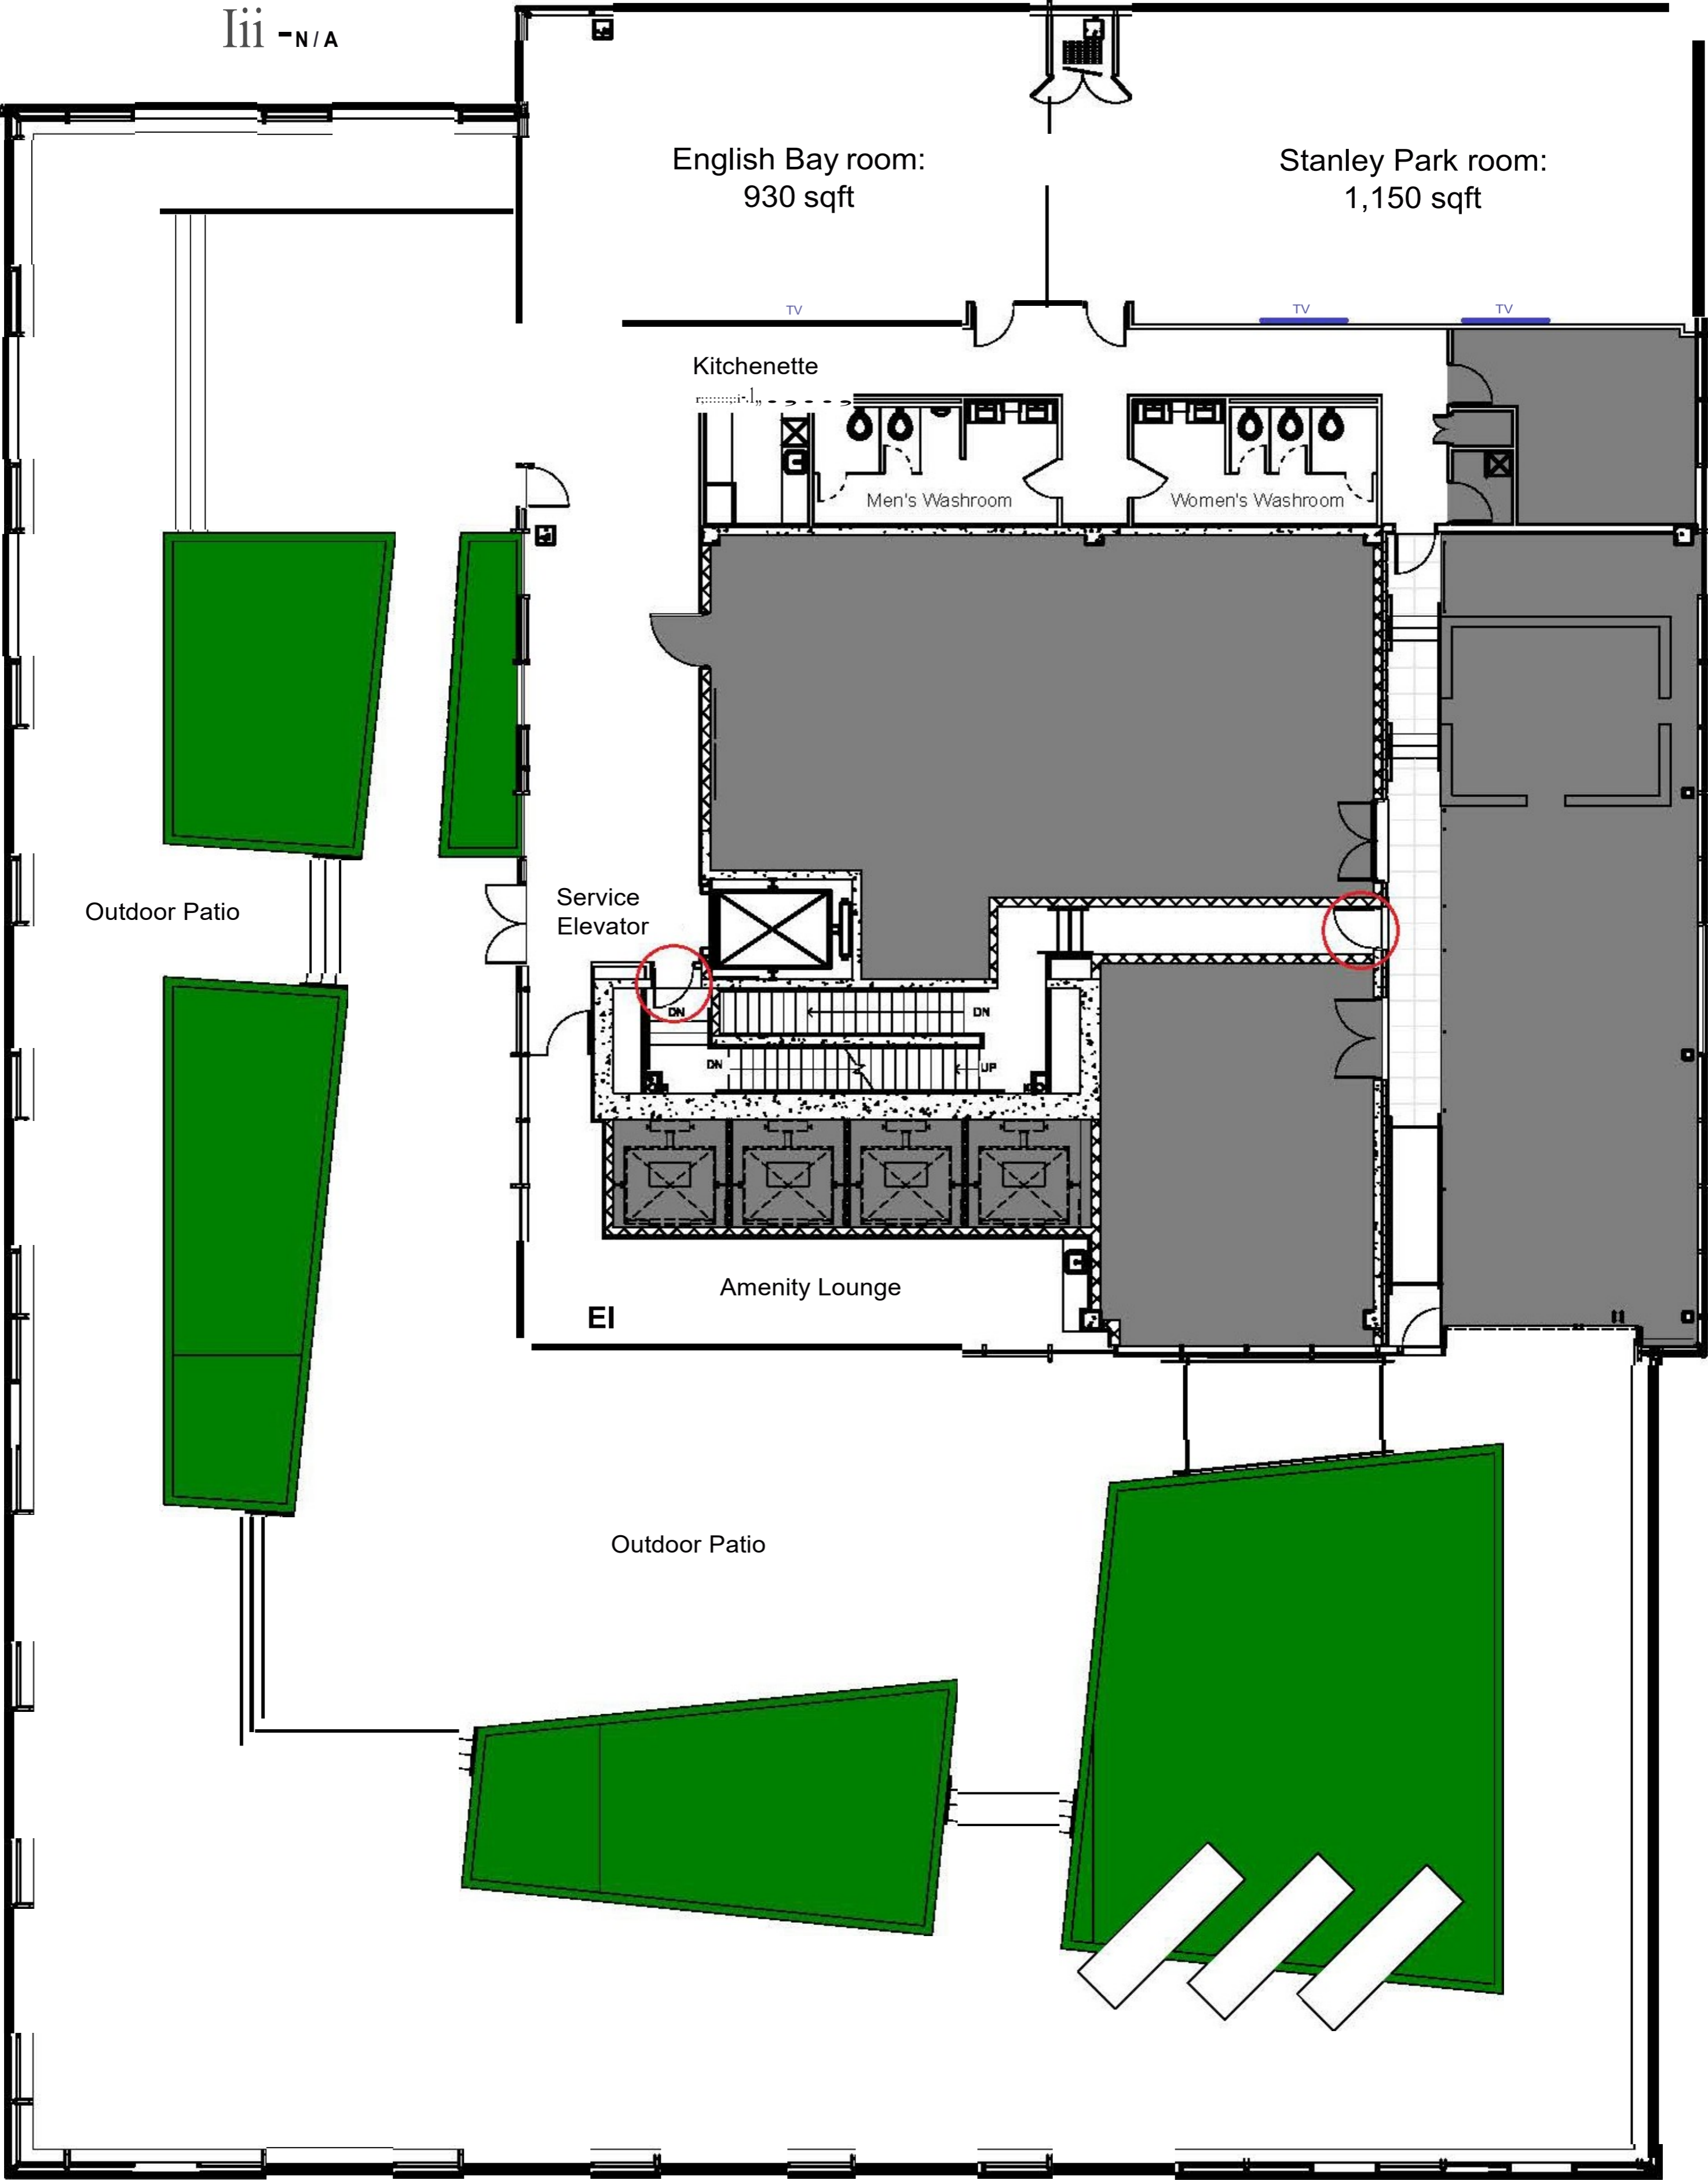 Iii -N/A
English Bay room:
930 sqft
Stanley Park room:
1,150 sqft
TV
TV
TV
Kitchenette
Men's Washroom
Women's Washroom
Outdoor Patio
Service
Elevator
DN
DN
DN
UP
Amenity Lounge
EI
Outdoor Patio